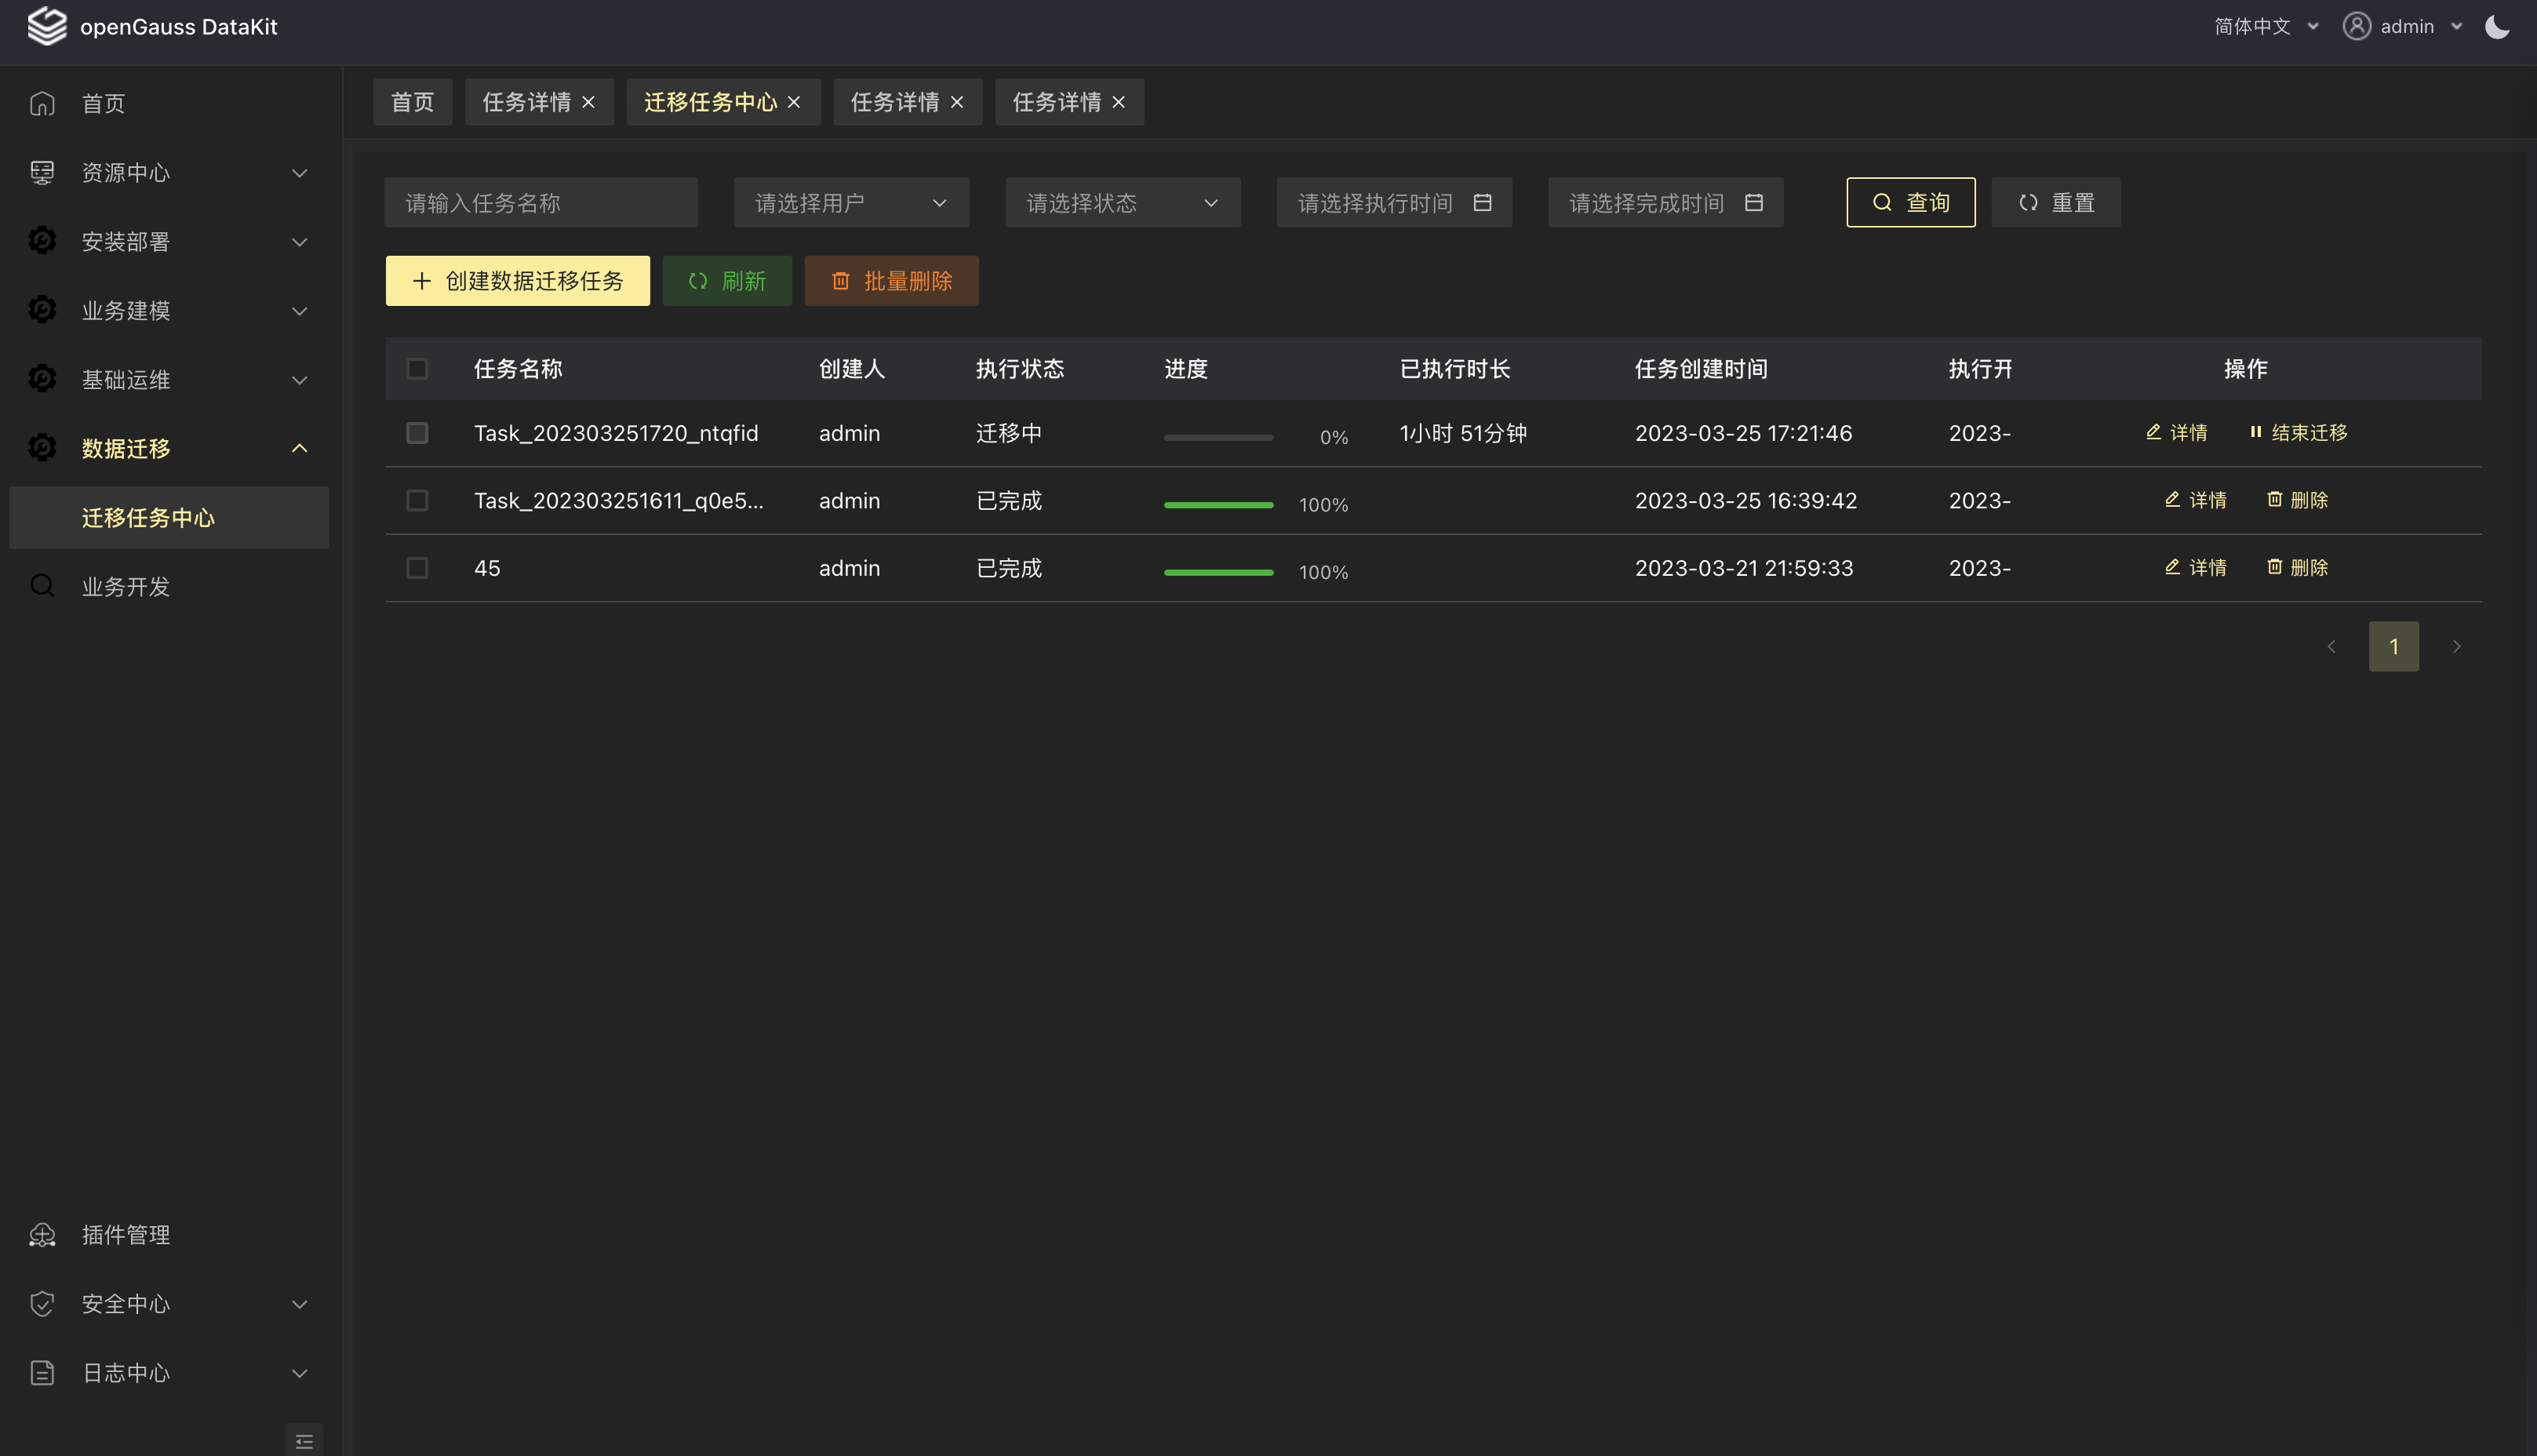 openGauss DataKit
简体中文
admin
首页
资源中心
安装部署
业务建模
基础运维
数据迁移
迁移任务中心
业务开发
插件管理
安全中心
日志中心
首页 任务详情 迁移任务中心 任务详情 任务详情
请输入任务名称 请选择用户 请选择状态 请选择执行时间 请选择完成时间 查询 重置
创建数据迁移任务 刷新 批量删除
任务名称 创建人 执行状态 进度 已执行时长 任务创建时间 执行开 操作
Task_202303251720_ntqfid admin 迁移中 0% 1小时 51分钟 2023-03-25 17:21:46 2023- 详情 结束迁移
Task_202303251611_q0e5... admin 已完成 100% 2023-03-25 16:39:42 2023- 详情 删除
45 admin 已完成 100% 2023-03-21 21:59:33 2023- 详情 删除
1